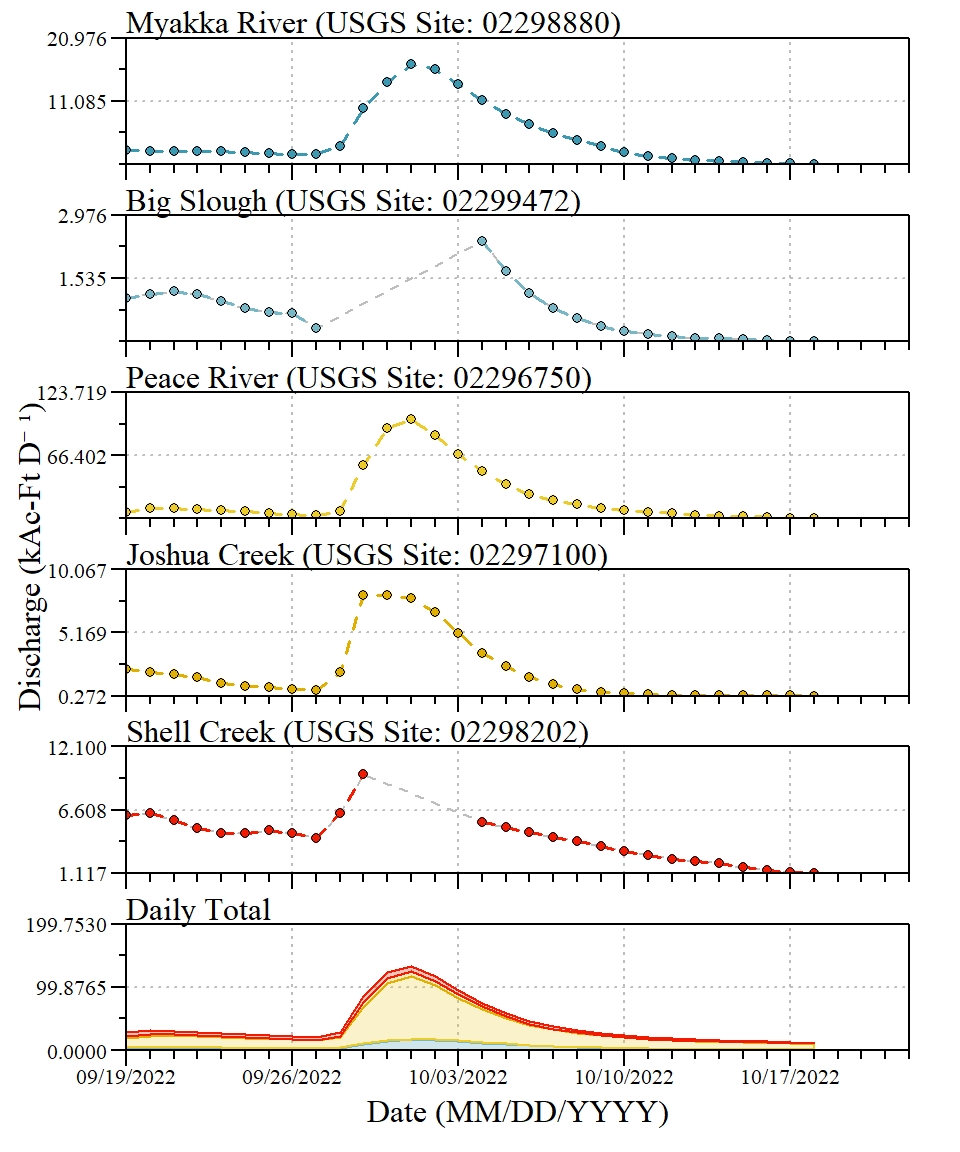 Myakka River (USGS Site: 02298880)
20.976
11.085
Big Slough (USGS Site: 02299472)
2.976
1.535
Peace River (USGS Site: 02296750)
123.719
66.402
Discharge (kAc-Ft D⁻¹)
Joshua Creek (USGS Site: 02297100)
10.067
5.169
0.272
Shell Creek (USGS Site: 02298202)
12.100
6.608
1.117
Daily Total
199.7530
99.8765
0.0000
09/19/2022 09/26/2022 10/03/2022 10/10/2022 10/17/2022
Date (MM/DD/YYYY)